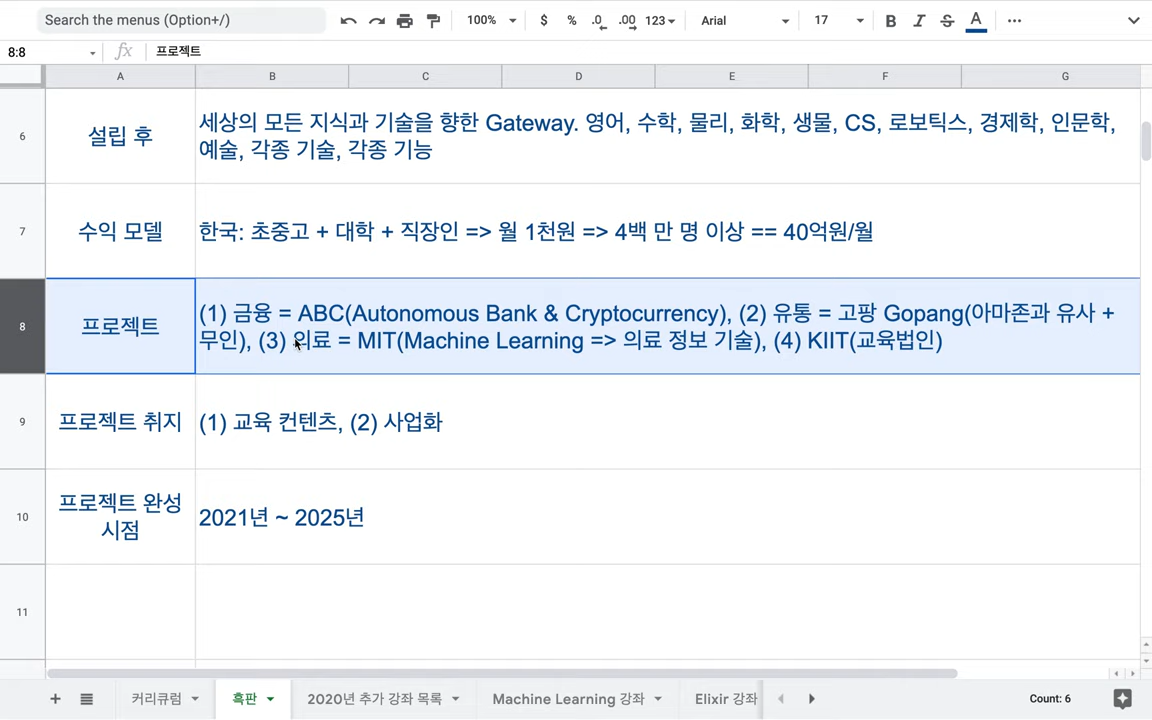 Search the menus (Option+/)
100%
$
%
.0
.00
123
Arial
17
B
I
S
A
8:8
fx
프로젝트
A
B
C
D
E
F
G
6
설립 후
세상의 모든 지식과 기술을 향한 Gateway. 영어, 수학, 물리, 화학, 생물, CS, 로보틱스, 경제학, 인문학,
예술, 각종 기술, 각종 기능
7
수익 모델
한국: 초중고 + 대학 + 직장인 => 월 1천원 => 4백 만 명 이상 == 40억원/월
8
프로젝트
(1) 금융 = ABC(Autonomous Bank & Cryptocurrency), (2) 유통 = 고팡 Gopang(아마존과 유사 +
무인), (3) 의료 = MIT(Machine Learning => 의료 정보 기술), (4) KIIT(교육법인)
9
프로젝트 취지
(1) 교육 컨텐츠, (2) 사업화
10
프로젝트 완성
시점
2021년 ~ 2025년
11
커리큐럼
흑판
2020년 추가 강좌 목록
Machine Learning 강좌
Elixir 강좌
Count: 6